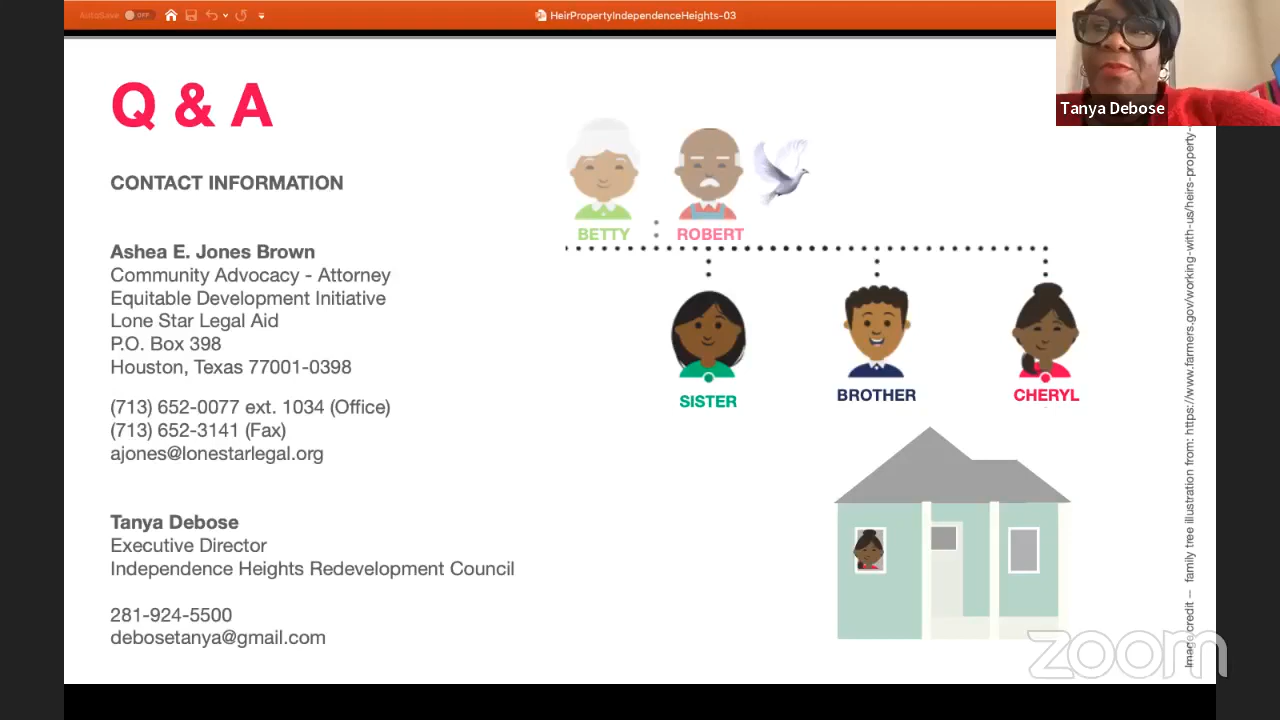 AutoSave OFF
HeirPropertyIndependenceHeights-03
Tanya Debose
Q & A
CONTACT INFORMATION
Ashea E. Jones Brown
Community Advocacy - Attorney
Equitable Development Initiative
Lone Star Legal Aid
P.O. Box 398
Houston, Texas 77001-0398
(713) 652-0077 ext. 1034 (Office)
(713) 652-3141 (Fax)
ajones@lonestarlegal.org
Tanya Debose
Executive Director
Independence Heights Redevelopment Council
281-924-5500
debosetanya@gmail.com
BETTY
ROBERT
SISTER
BROTHER
CHERYL
Image credit – family tree illustration from: https://www.farmers.gov/working-with-us/heirs-property-
zoom